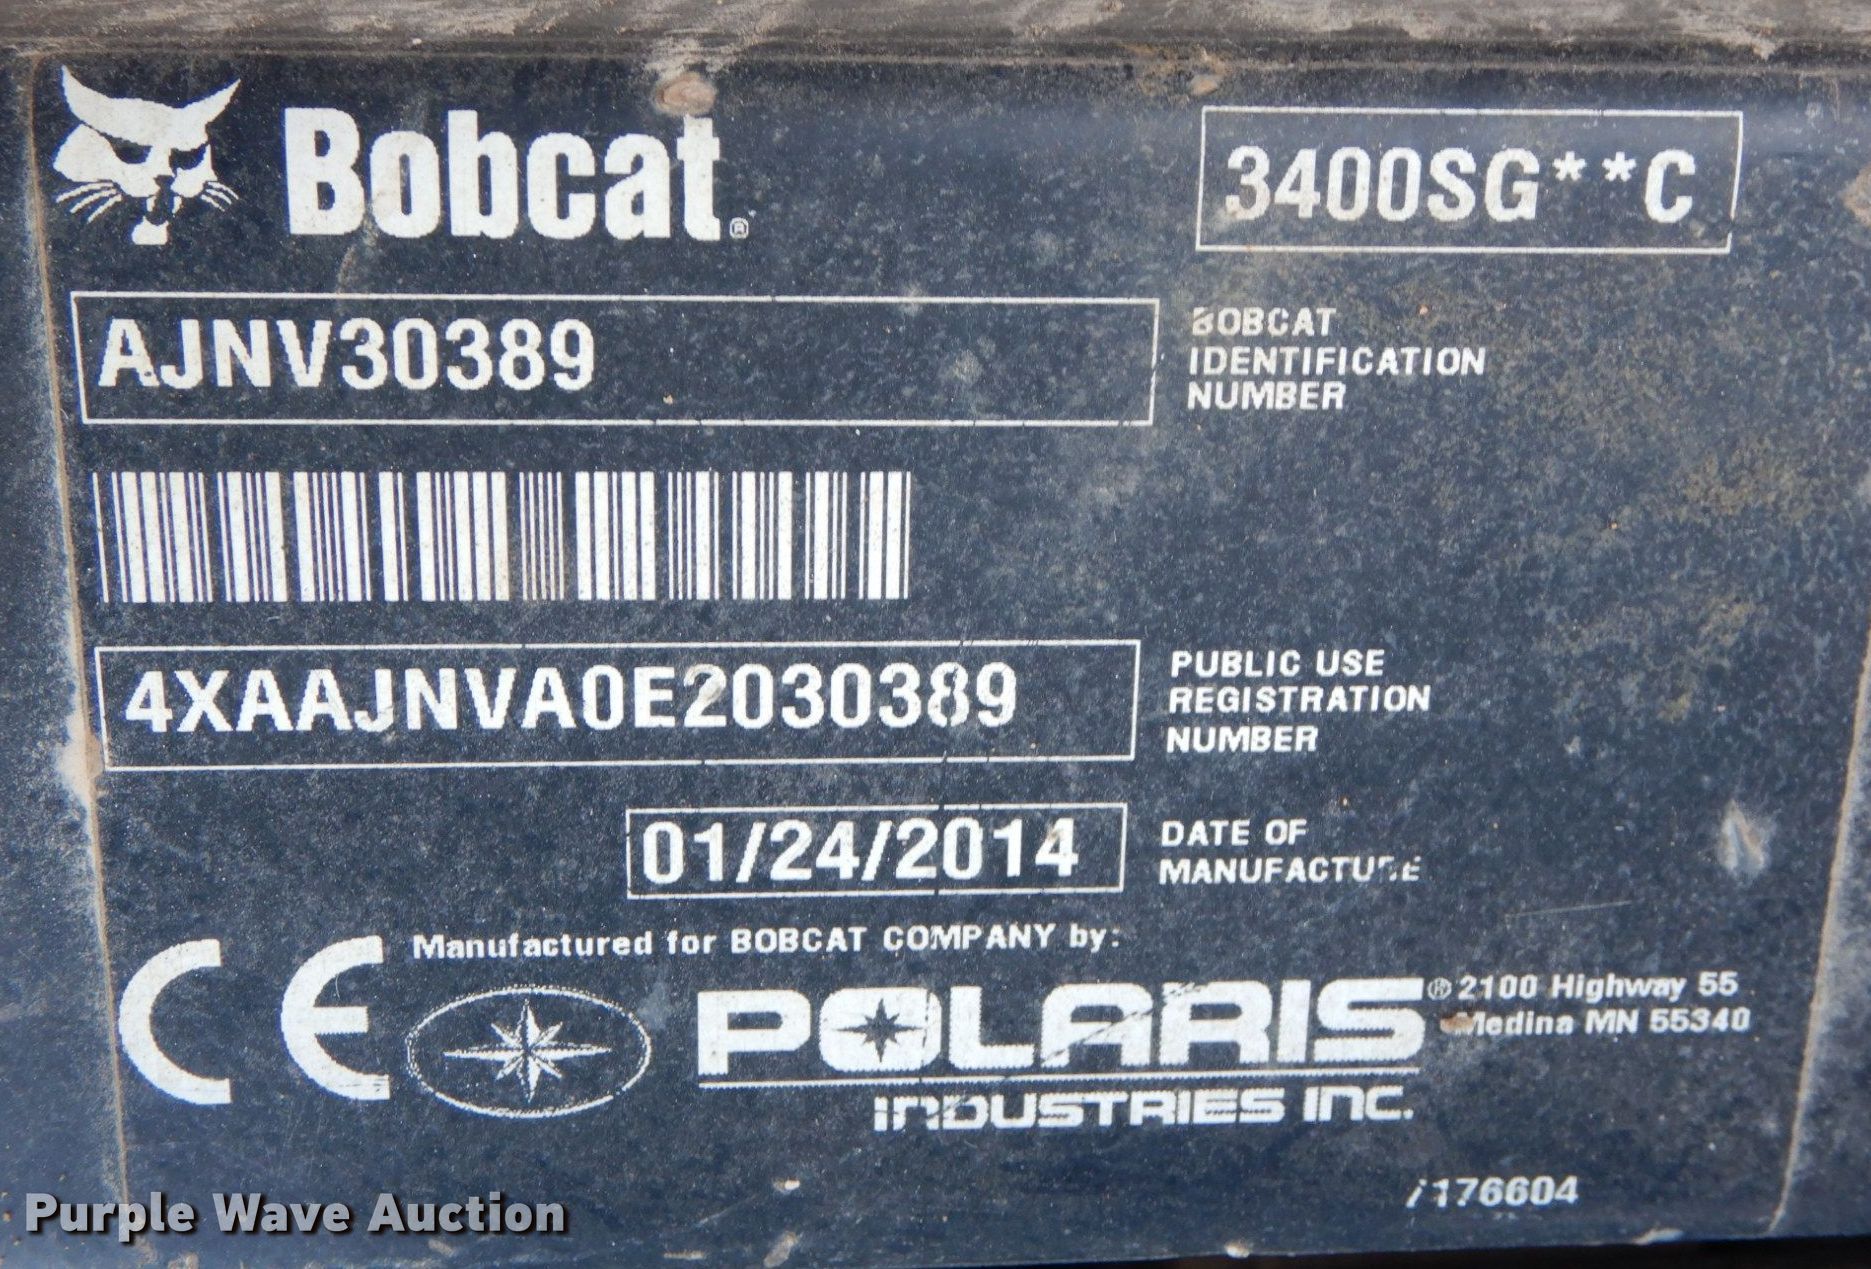 Bobcat®
3400SG**C
AJNV30389
BOBCAT
IDENTIFICATION
NUMBER
4XAAJNVA0E2030389
PUBLIC USE
REGISTRATION
NUMBER
01/24/2014
DATE OF
MANUFACTURE
CE
Manufactured for BOBCAT COMPANY by:
POLARIS®
INDUSTRIES INC.
2100 Highway 55
Medina MN 55340
7176604
Purple Wave Auction